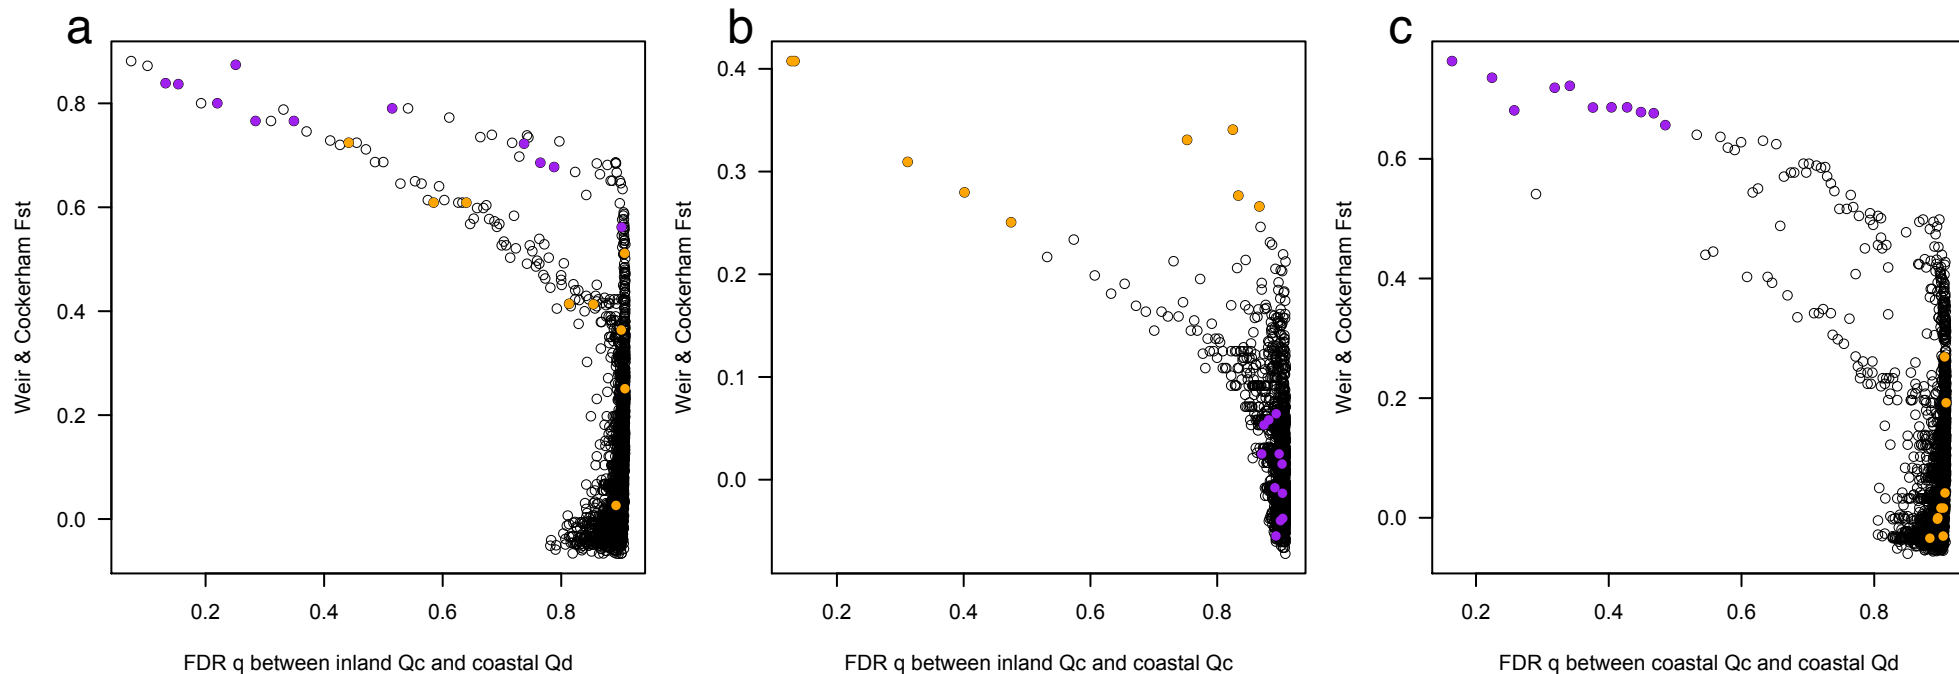 a
Weir & Cockerham Fst
0.8
0.6
0.4
0.2
0.0
0.2 0.4 0.6 0.8
FDR q between inland Qc and coastal Qd
b
Weir & Cockerham Fst
0.4
0.3
0.2
0.1
0.0
0.2 0.4 0.6 0.8
FDR q between inland Qc and coastal Qc
c
Weir & Cockerham Fst
0.6
0.4
0.2
0.0
0.2 0.4 0.6 0.8
FDR q between coastal Qc and coastal Qd